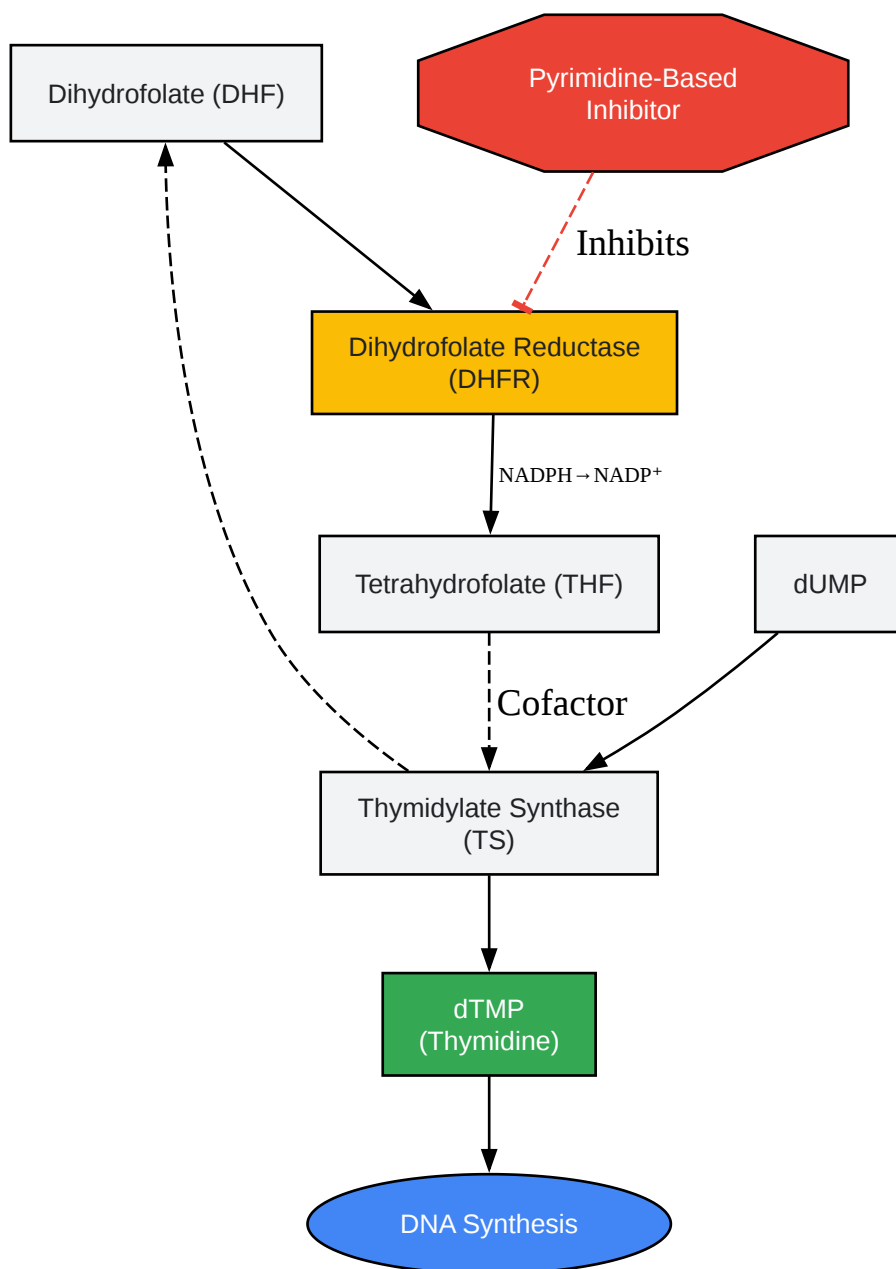 Dihydrofolate (DHF)
Pyrimidine-Based
Inhibitor
Inhibits
Dihydrofolate Reductase
(DHFR)
NADPH→NADP⁺
Tetrahydrofolate (THF)
dUMP
Cofactor
Thymidylate Synthase
(TS)
dTMP
(Thymidine)
DNA Synthesis